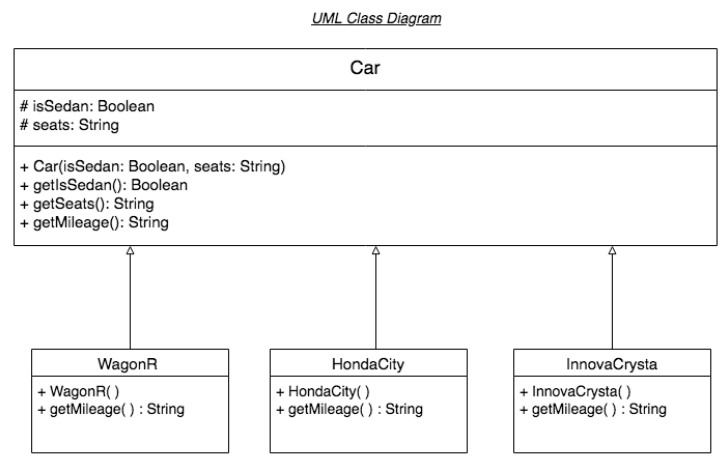 UML Class Diagram
Car
# isSedan: Boolean
# seats: String
+ Car(isSedan: Boolean, seats: String)
+ getIsSedan(): Boolean
+ getSeats(): String
+ getMileage(): String
WagonR
+ WagonR( )
+ getMileage( ) : String
HondaCity
+ HondaCity( )
+ getMileage( ) : String
InnovaCrysta
+ InnovaCrysta( )
+ getMileage( ) : String